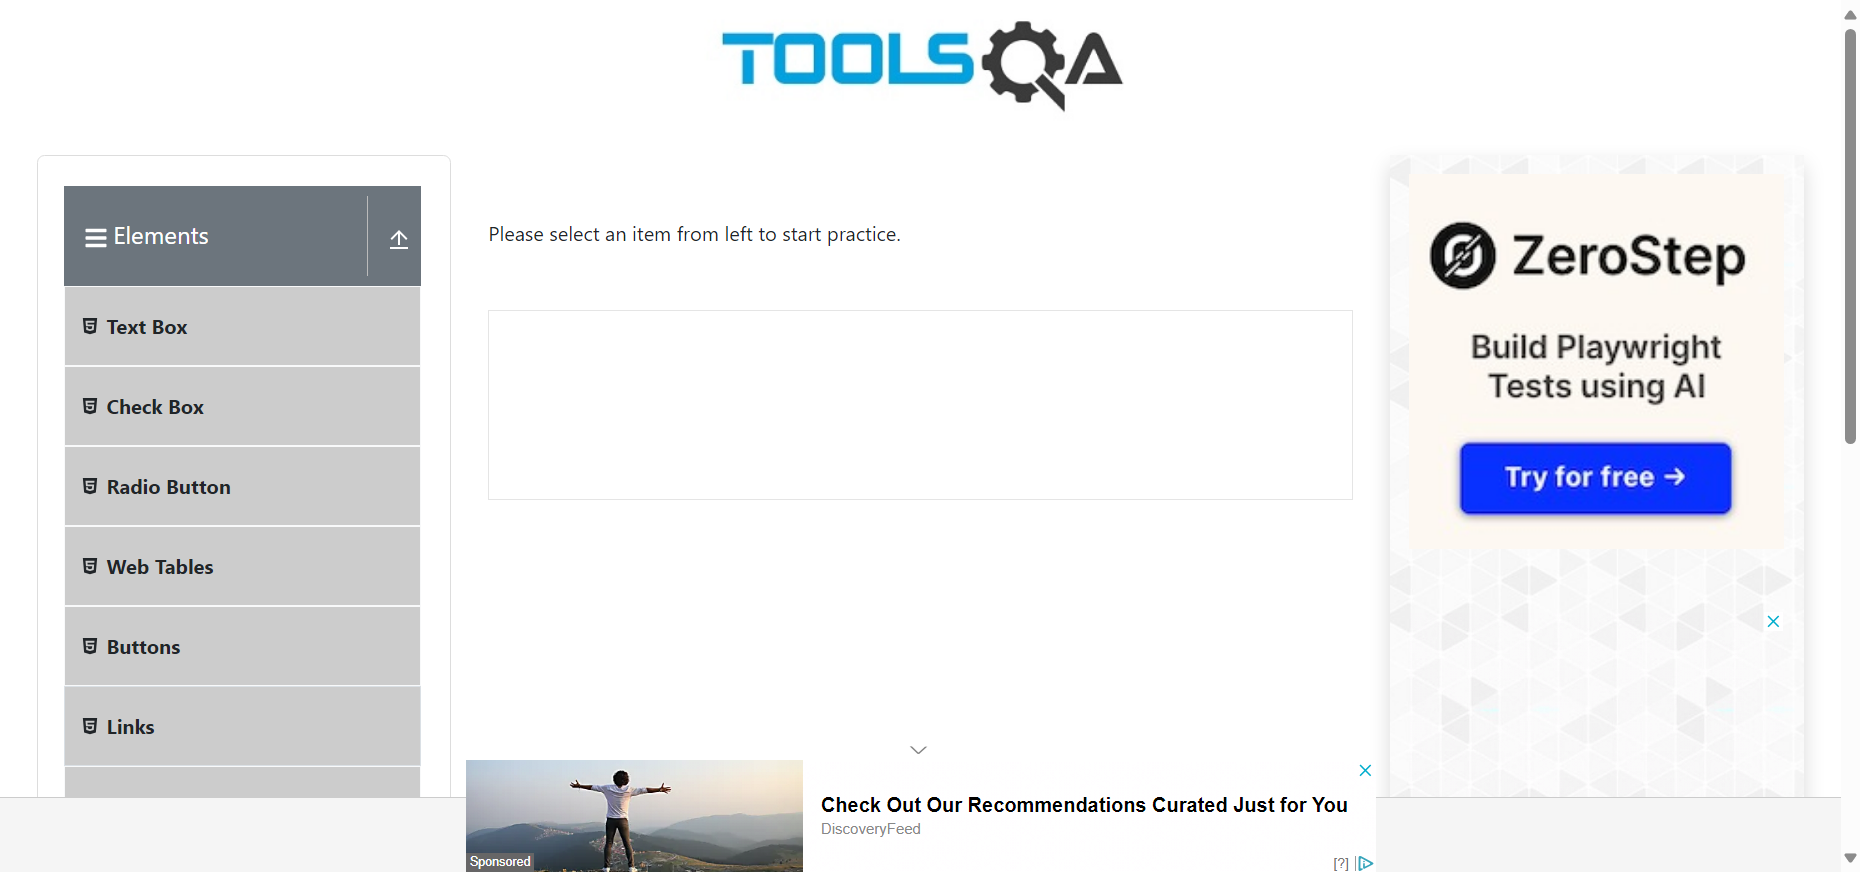 TOOLSQA
Elements
Text Box
Check Box
Radio Button
Web Tables
Buttons
Links
Please select an item from left to start practice.
ZeroStep
Build Playwright
Tests using AI
Try for free →
Sponsored
Check Out Our Recommendations Curated Just for You
DiscoveryFeed
[?]